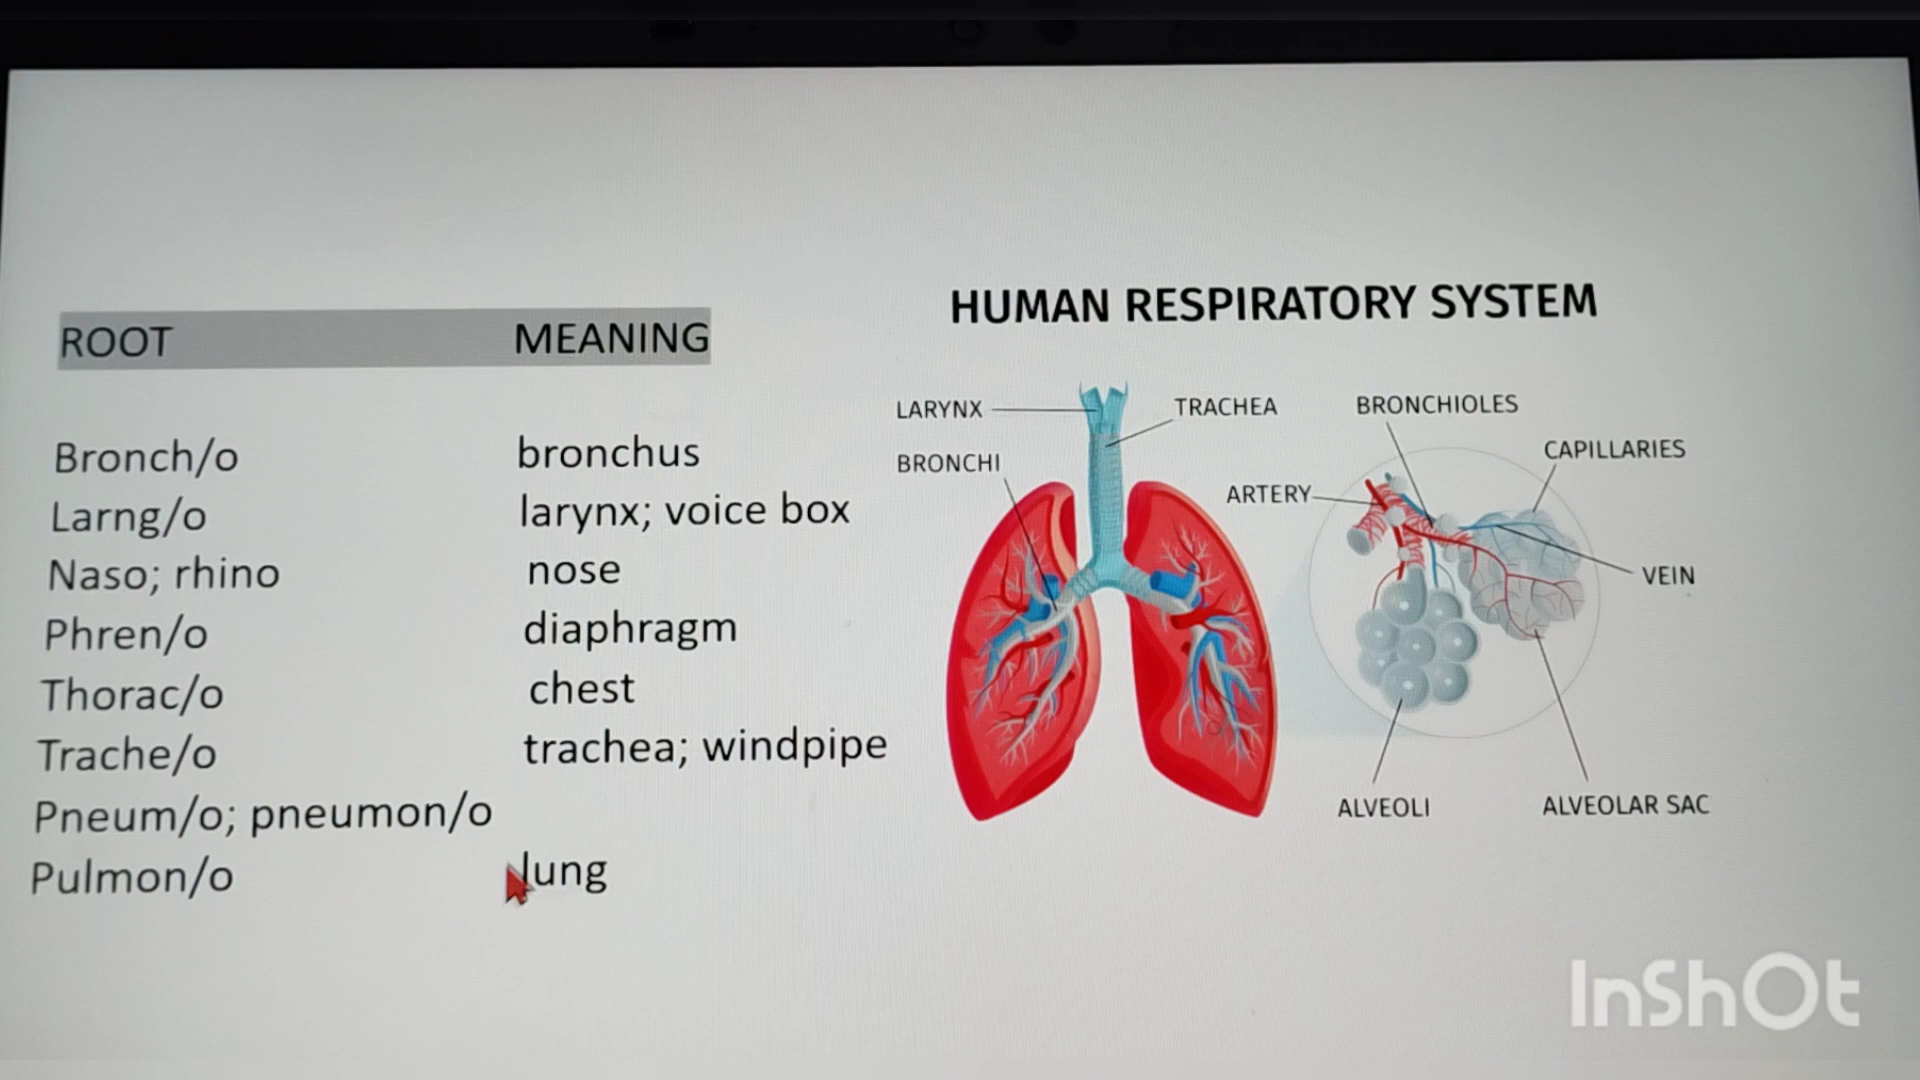 ROOT MEANING
Bronch/o bronchus
Larng/o larynx; voice box
Naso; rhino nose
Phren/o diaphragm
Thorac/o chest
Trache/o trachea; windpipe
Pneum/o; pneumon/o
Pulmon/o lung
HUMAN RESPIRATORY SYSTEM
LARYNX
TRACHEA
BRONCHI
BRONCHIOLES
CAPILLARIES
ARTERY
VEIN
ALVEOLI
ALVEOLAR SAC
InShOt